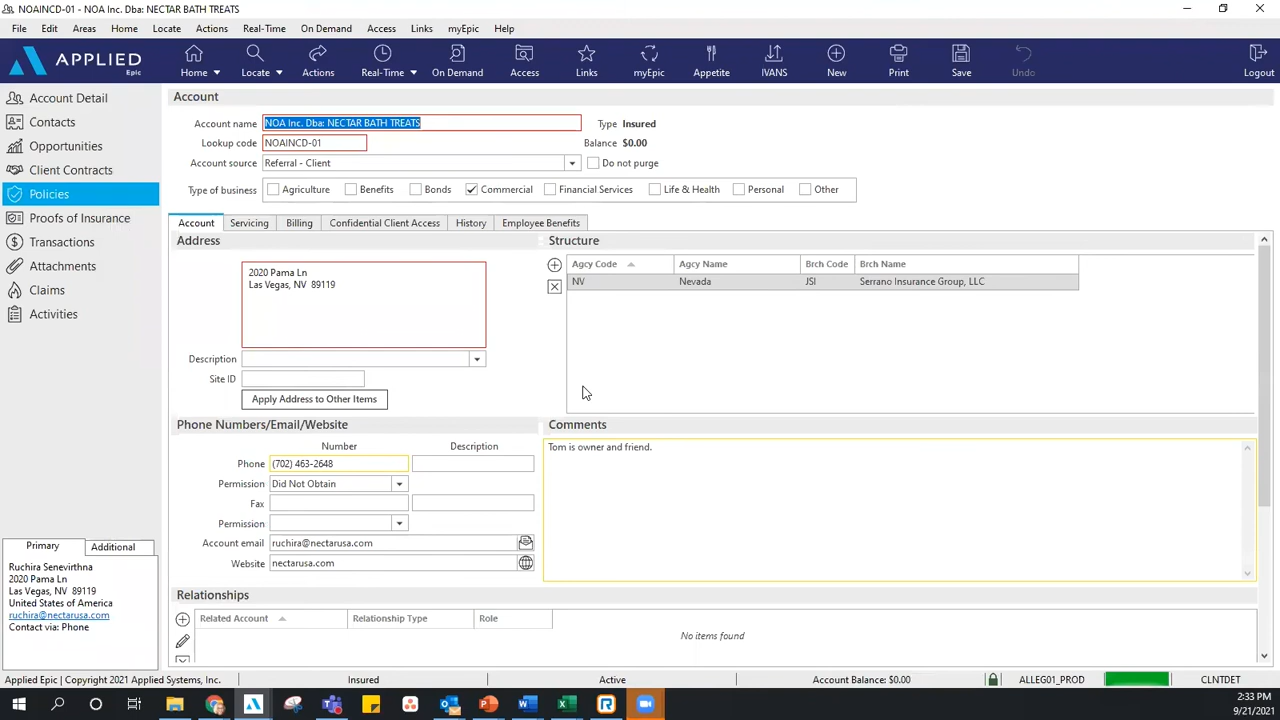 NOAINCD-01 - NOA Inc. Dba: NECTAR BATH TREATS
File Edit Areas Home Locate Actions Real-Time On Demand Access Links myEpic Help
APPLIED Epic
Home Locate Actions Real-Time On Demand Access Links myEpic Appetite IVANS New Print Save Undo Logout
Account Detail
Contacts
Opportunities
Client Contracts
Policies
Proofs of Insurance
Transactions
Attachments
Claims
Activities
Primary Additional
Ruchira Senevirthna
2020 Pama Ln
Las Vegas, NV 89119
United States of America
ruchira@nectarusa.com
Contact via: Phone
Account
Account name NOA Inc. Dba: NECTAR BATH TREATS Type Insured
Lookup code NOAINCD-01 Balance $0.00
Account source Referral - Client Do not purge
Type of business Agriculture Benefits Bonds Commercial Financial Services Life & Health Personal Other
Account Servicing Billing Confidential Client Access History Employee Benefits
Address
2020 Pama Ln
Las Vegas, NV 89119
Description
Site ID
Apply Address to Other Items
Structure
Agcy Code Agcy Name Brch Code Brch Name
NV Nevada JSI Serrano Insurance Group, LLC
Phone Numbers/Email/Website
Number Description
Phone (702) 463-2648
Permission Did Not Obtain
Fax
Permission
Account email ruchira@nectarusa.com
Website nectarusa.com
Comments
Tom is owner and friend.
Relationships
Related Account Relationship Type Role
No items found
Applied Epic | Copyright 2021 Applied Systems, Inc. Insured Active Account Balance: $0.00 ALLEG01_PROD CLNTDET
2:33 PM
9/21/2021